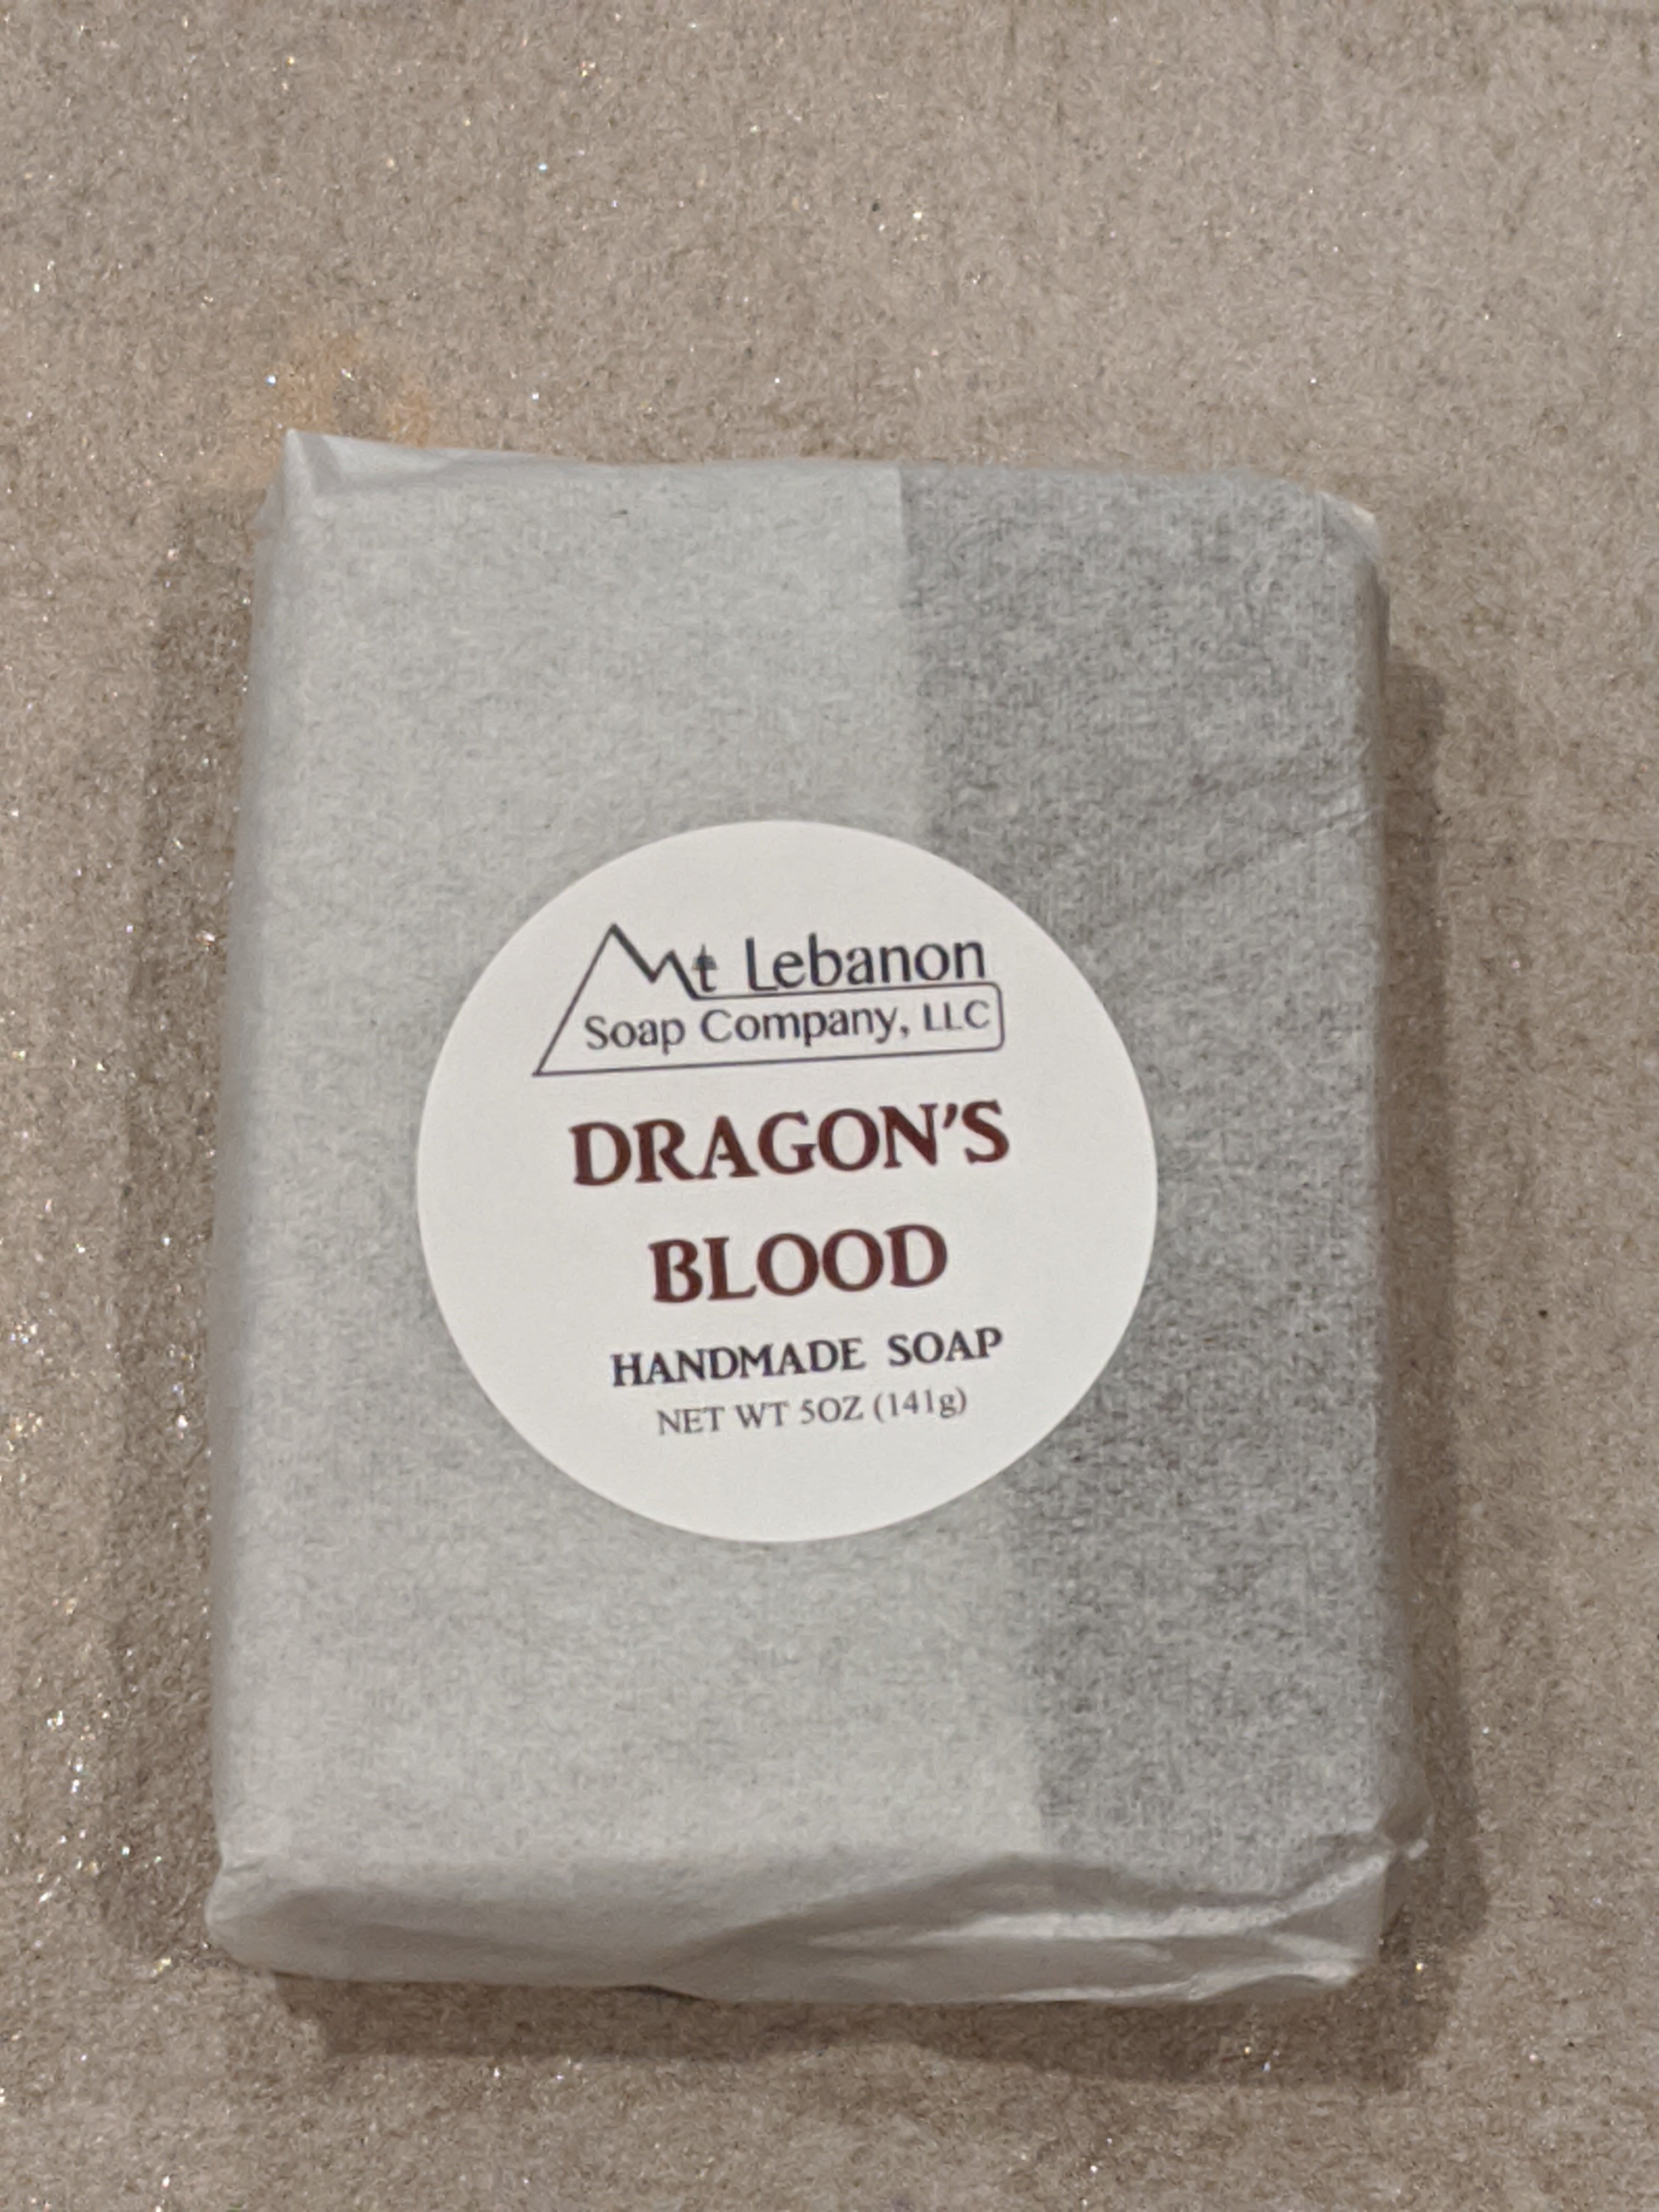 Mt Lebanon
Soap Company, LLC
DRAGON'S
BLOOD
HANDMADE SOAP
NET WT 5OZ (141g)